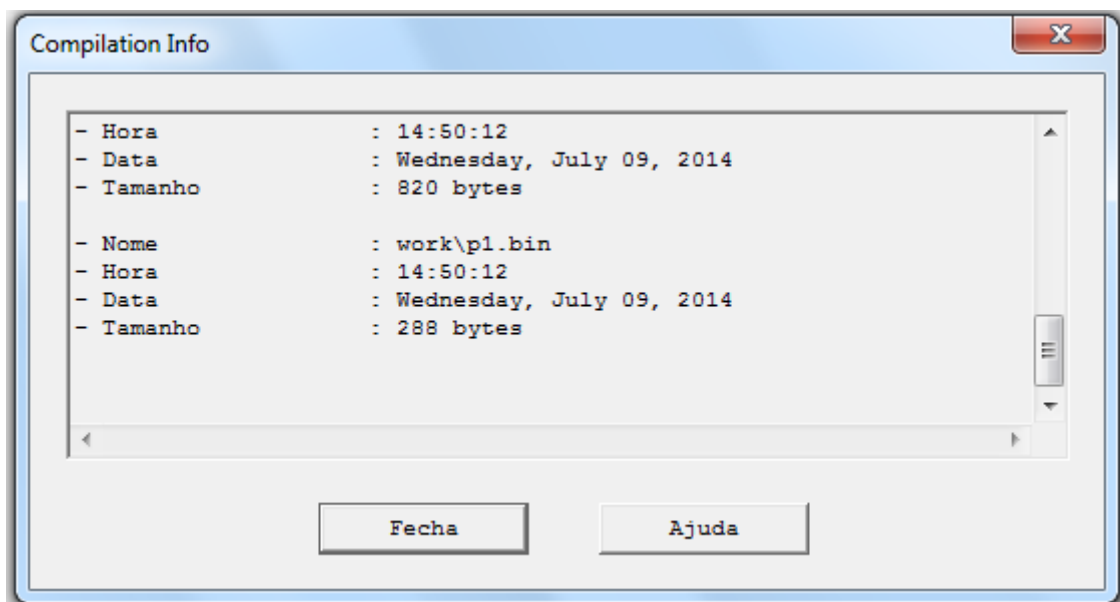 Compilation Info
- Hora : 14:50:12
- Data : Wednesday, July 09, 2014
- Tamanho : 820 bytes
- Nome : work\p1.bin
- Hora : 14:50:12
- Data : Wednesday, July 09, 2014
- Tamanho : 288 bytes
Fecha Ajuda